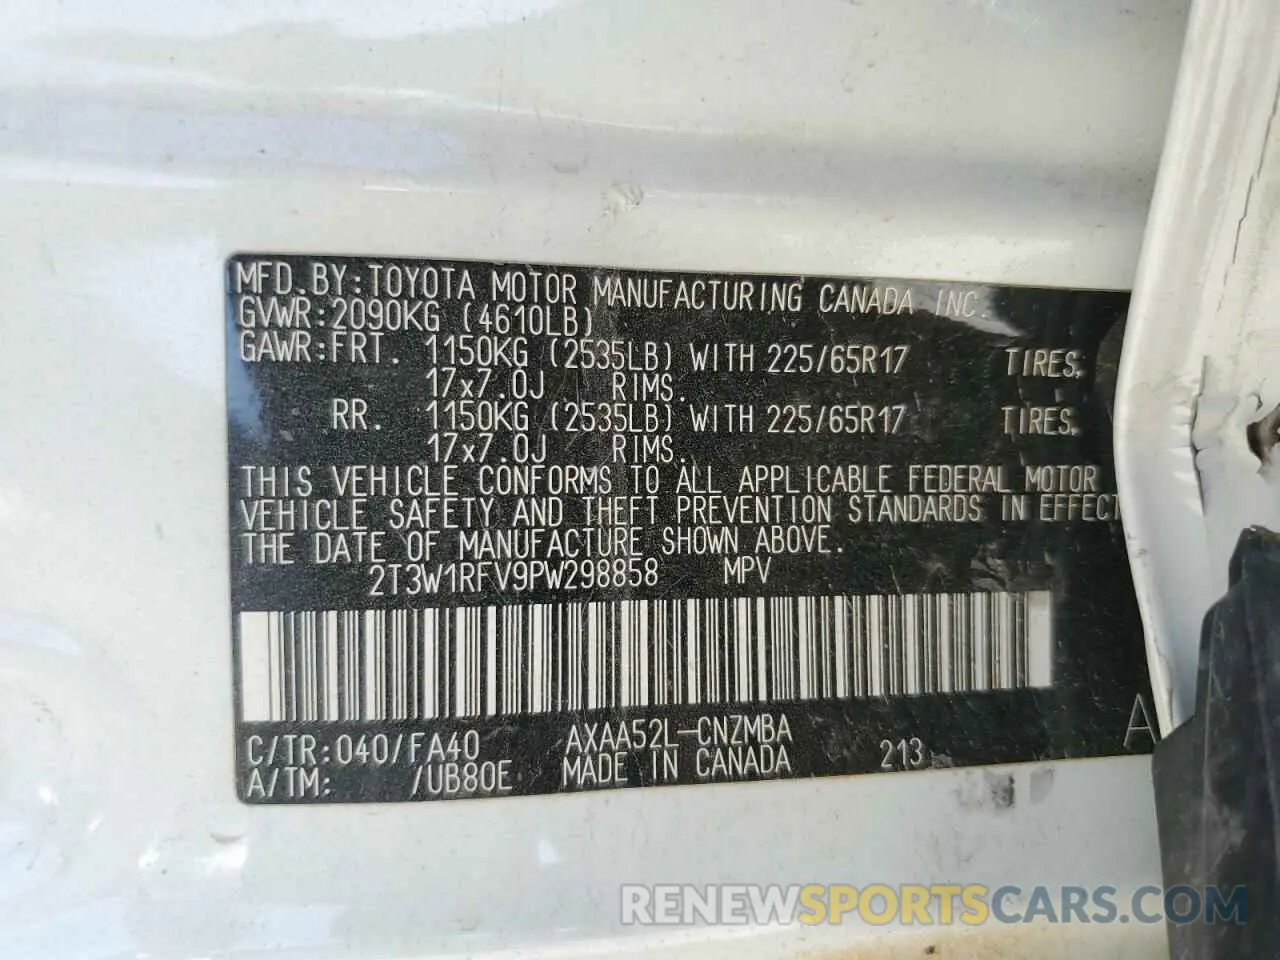 MFD. BY: TOYOTA MOTOR MANUFACTURING CANADA INC.
GVWR: 2090KG (4610LB)
GAWR: FRT. 1150KG (2535LB) WITH 225/65R17 TIRES,
17x7.0J RIMS.
RR. 1150KG (2535LB) WITH 225/65R17 TIRES,
17x7.0J RIMS.
THIS VEHICLE CONFORMS TO ALL APPLICABLE FEDERAL MOTOR
VEHICLE SAFETY AND THEFT PREVENTION STANDARDS IN EFFECT
THE DATE OF MANUFACTURE SHOWN ABOVE.
2T3W1RFV9PW298858 MPV
C/TR: 040/FA40 AXAA52L-CNZMBA
A/TM: /UB80E MADE IN CANADA 213 A
RENEWSPORTSCARS.COM